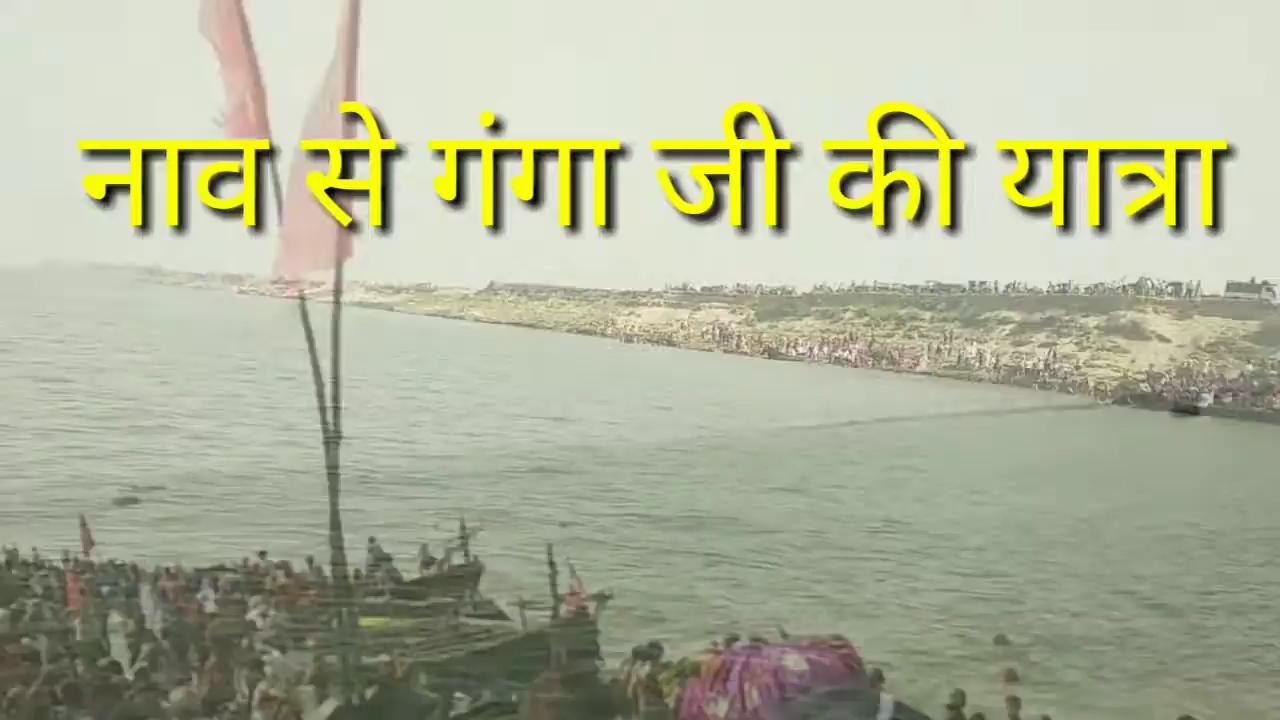 नाव से गंगा जी की यात्रा